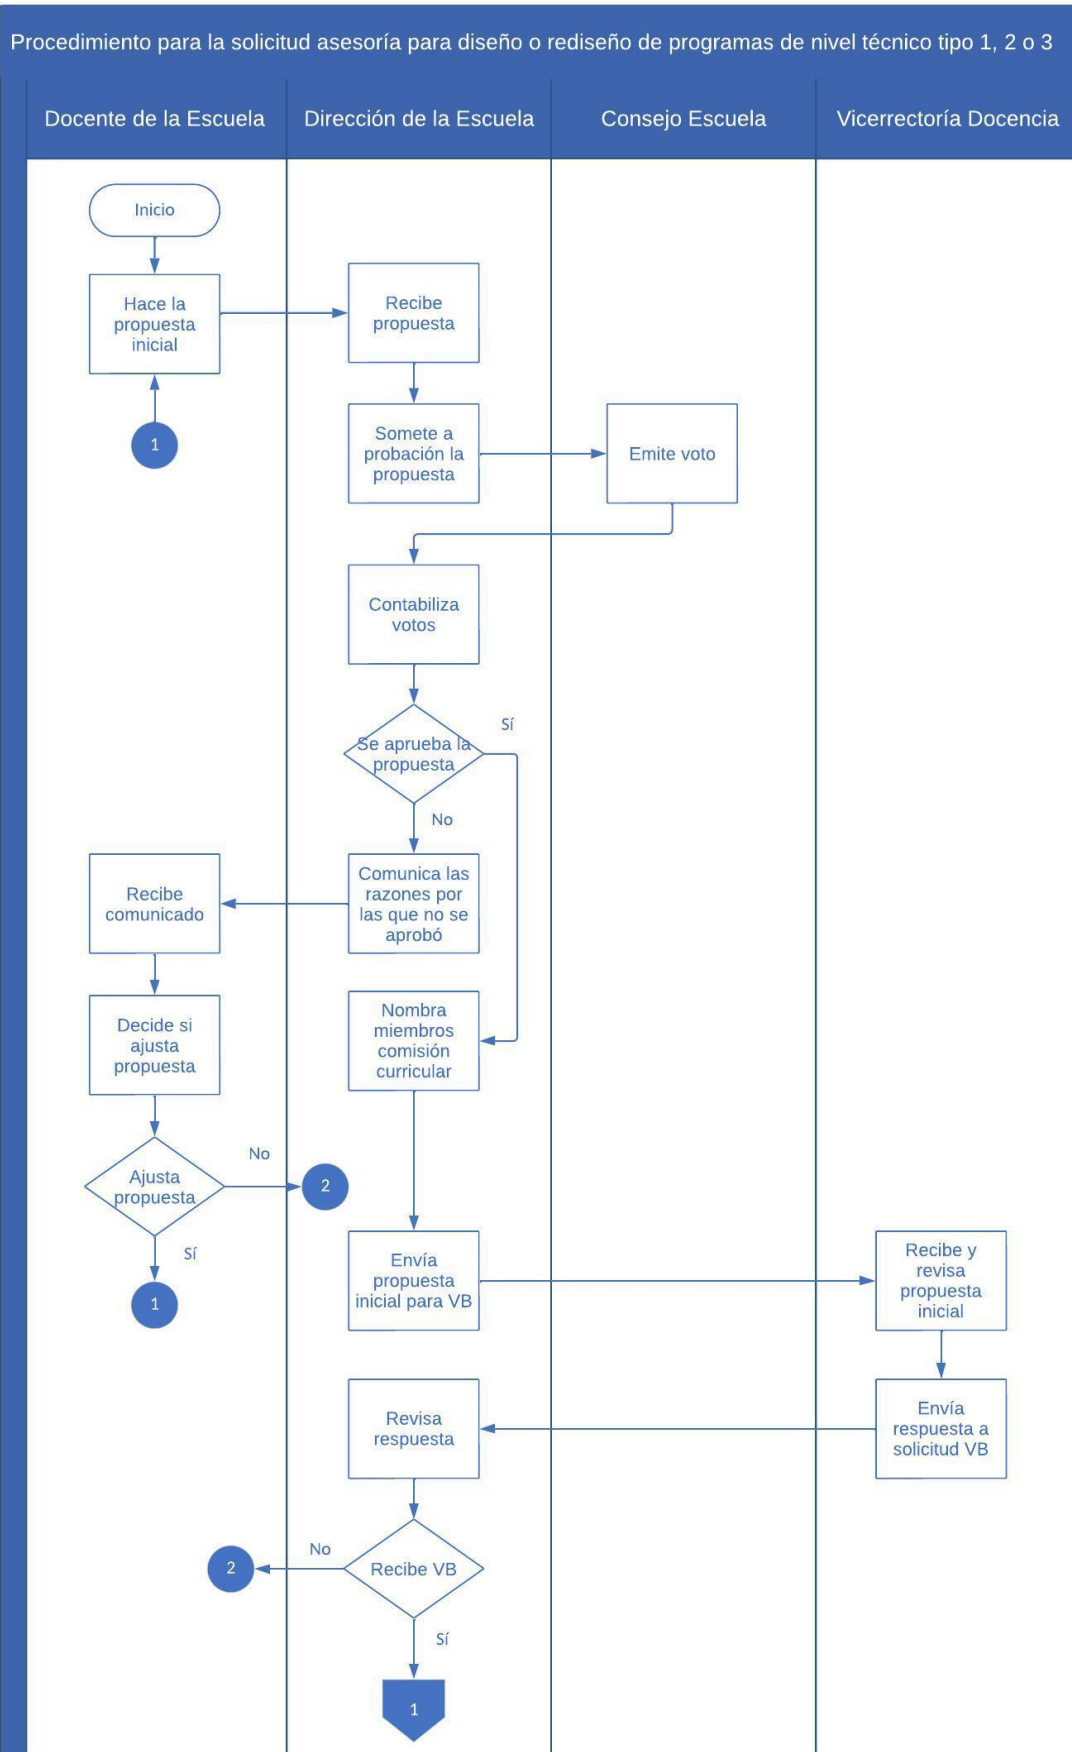 Procedimiento para la solicitud asesoría para diseño o rediseño de programas de nivel técnico tipo 1, 2 o 3
Docente de la Escuela
Dirección de la Escuela
Consejo Escuela
Vicerrectoría Docencia
Inicio
Hace la
propuesta
inicial
Recibe
propuesta
1
Somete a
probación la
propuesta
Emite voto
Contabiliza
votos
Sí
Se aprueba la
propuesta
No
Recibe
comunicado
Comunica las
razones por
las que no se
aprobó
Decide si
ajusta
propuesta
Nombra
miembros
comisión
curricular
No
Ajusta
propuesta
2
Sí
1
Envía
propuesta
inicial para VB
Recibe y
revisa
propuesta
inicial
Revisa
respuesta
Envía
respuesta a
solicitud VB
No
2
Recibe VB
Sí
1